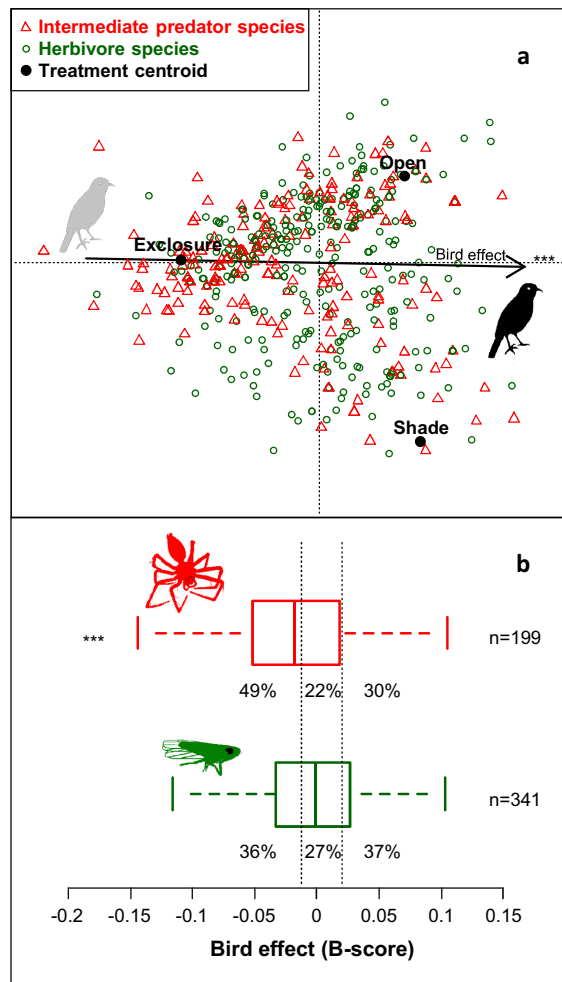 Intermediate predator species
Herbivore species
Treatment centroid
a
Open
Exclosure
Bird effect
***
Shade
b
***
n=199
49% 22% 30%
n=341
36% 27% 37%
-0.2 -0.15 -0.1 -0.05 0 0.05 0.1 0.15
Bird effect (B-score)